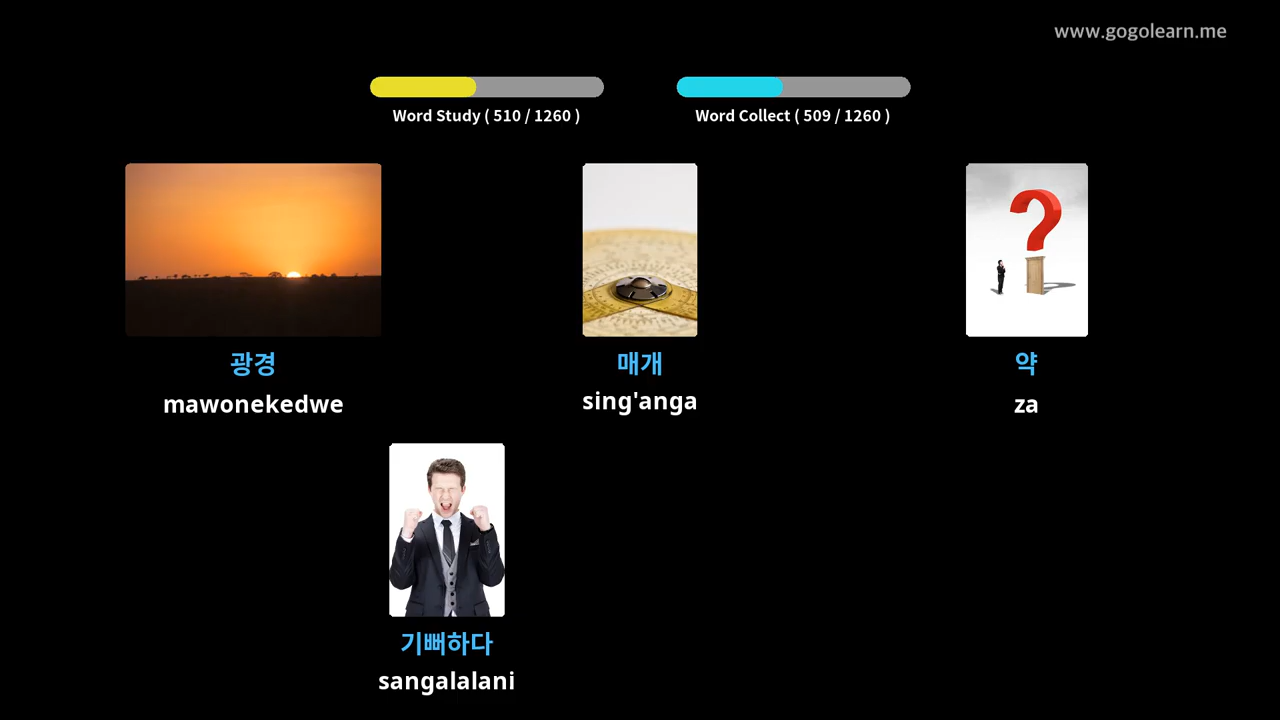 www.gogolearn.me
Word Study ( 510 / 1260 )
Word Collect ( 509 / 1260 )
광경
매개
약
mawonekedwe
sing'anga
za
기뻐하다
sangalalani